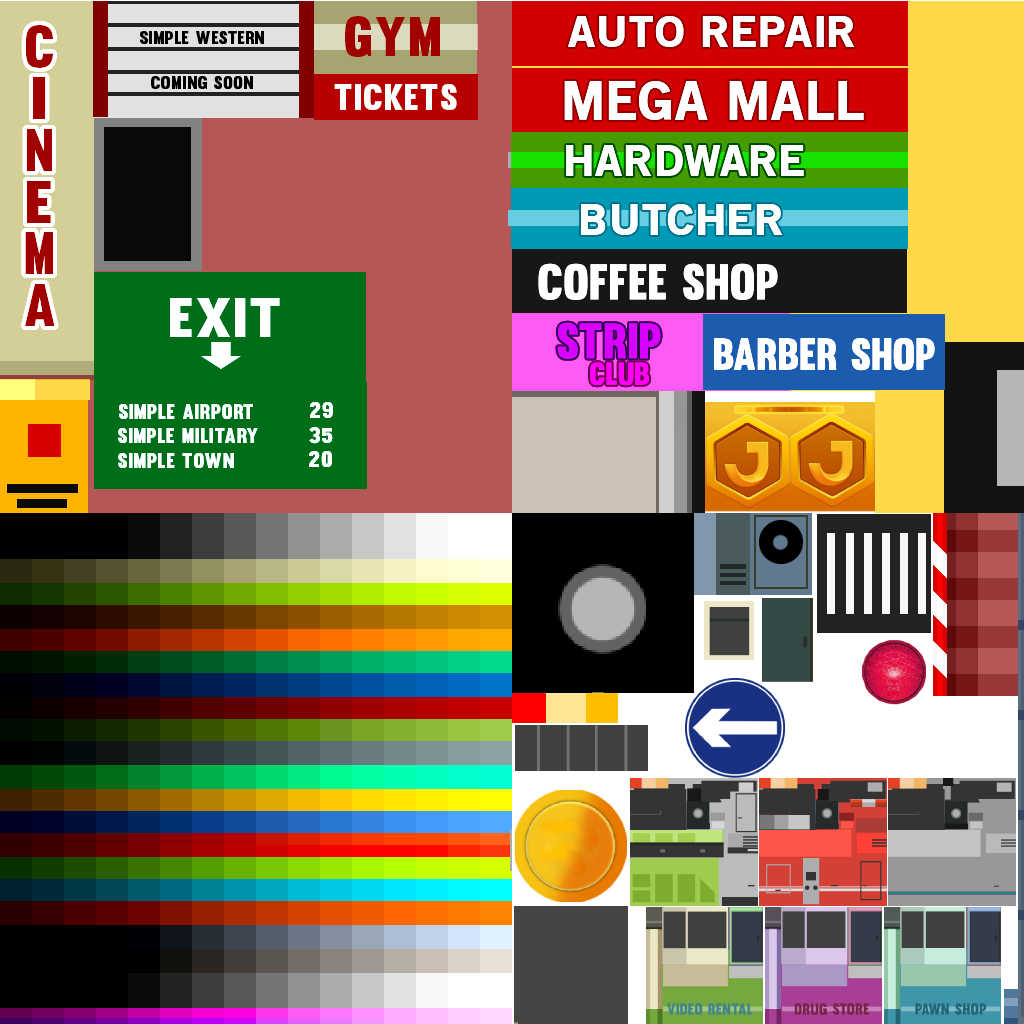 CINEMA
SIMPLE WESTERN
COMING SOON
GYM
TICKETS
EXIT
SIMPLE AIRPORT 29
SIMPLE MILITARY 35
SIMPLE TOWN 20
AUTO REPAIR
MEGA MALL
HARDWARE
BUTCHER
COFFEE SHOP
STRIP
CLUB
BARBER SHOP
J J
VIDEO RENTAL
DRUG STORE
PAWN SHOP